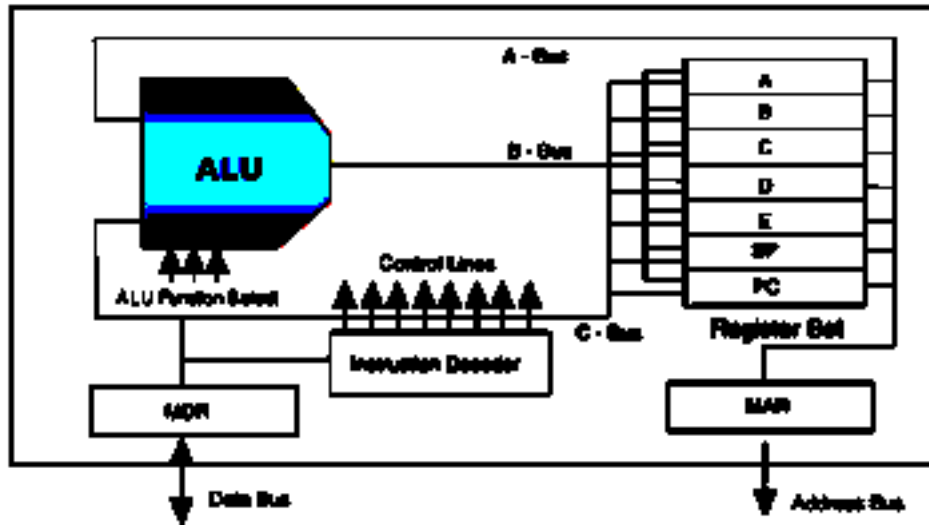 A - Bus
A
B
ALU
B - Bus
C
D
E
SP
Control Lines
PC
ALU Function Select
C - Bus
Register Set
Instruction Decoder
MDR
MAR
Data Bus
Address Bus